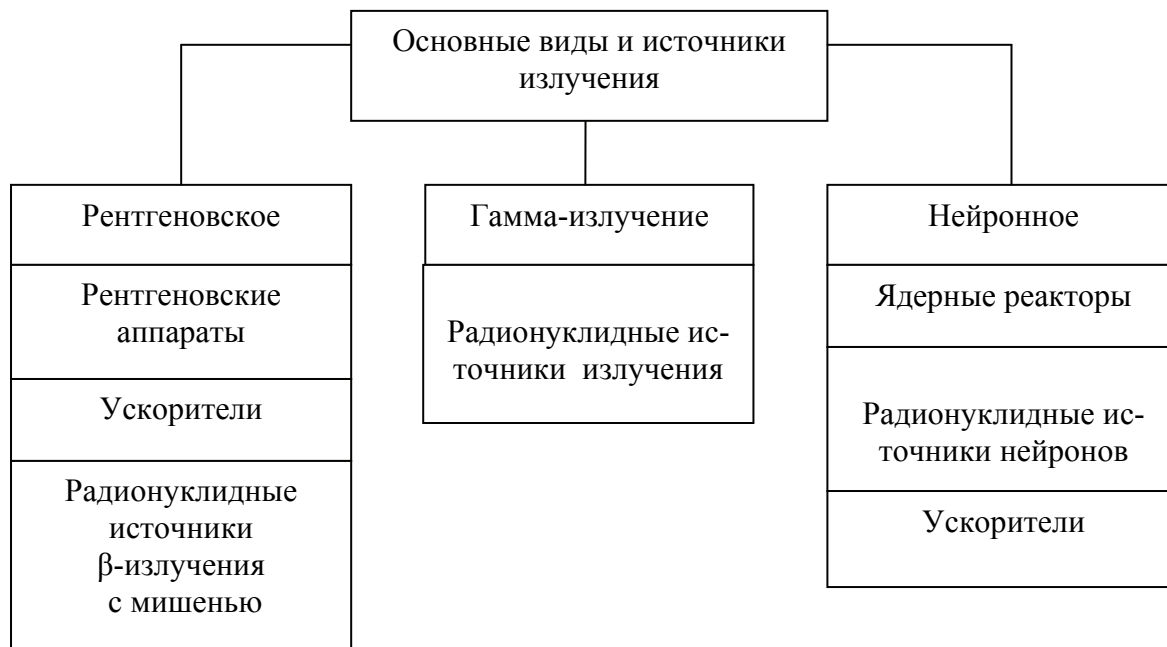 Основные виды и источники
излучения
Рентгеновское
Рентгеновские
аппараты
Ускорители
Радионуклидные
источники
β-излучения
с мишенью
Гамма-излучение
Радионуклидные ис-
точники излучения
Нейронное
Ядерные реакторы
Радионуклидные ис-
точники нейронов
Ускорители